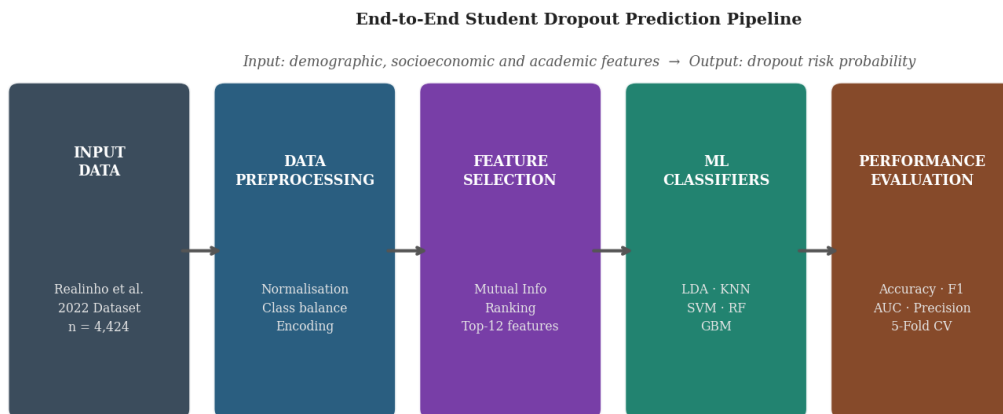 End-to-End Student Dropout Prediction Pipeline
Input: demographic, socioeconomic and academic features → Output: dropout risk probability
INPUT
DATA
Realinho et al.
2022 Dataset
n = 4,424
DATA
PREPROCESSING
Normalisation
Class balance
Encoding
FEATURE
SELECTION
Mutual Info
Ranking
Top-12 features
ML
CLASSIFIERS
LDA · KNN
SVM · RF
GBM
PERFORMANCE
EVALUATION
Accuracy · F1
AUC · Precision
5-Fold CV